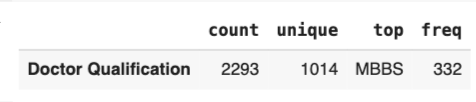 count unique top freq
Doctor Qualification 2293 1014 MBBS 332